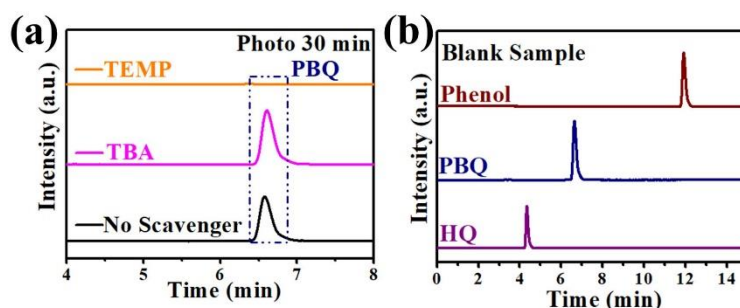 (a)
Photo 30 min
TEMP
PBQ
TBA
No Scavenger
Intensity (a.u.)
4 5 6 7 8
Time (min)
(b)
Blank Sample
Phenol
PBQ
HQ
Intensity (a.u.)
0 2 4 6 8 10 12 14
Time (min)